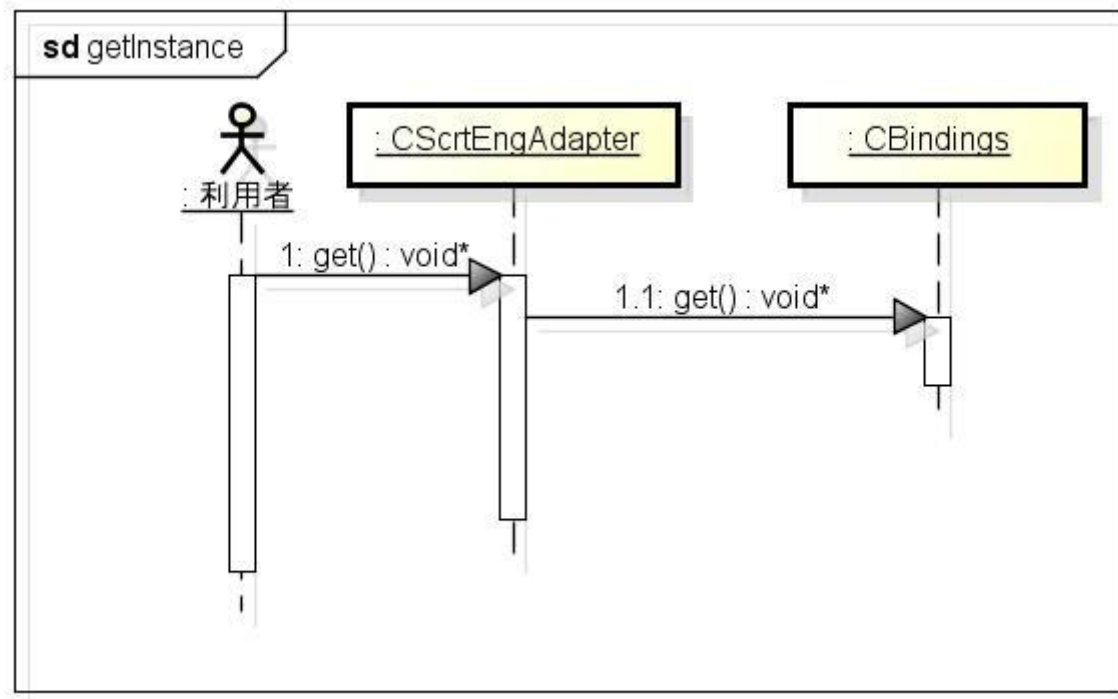 sd getInstance
: CScrtEngAdapter
: CBindings
: 利用者
1: get() : void*
1.1: get() : void*